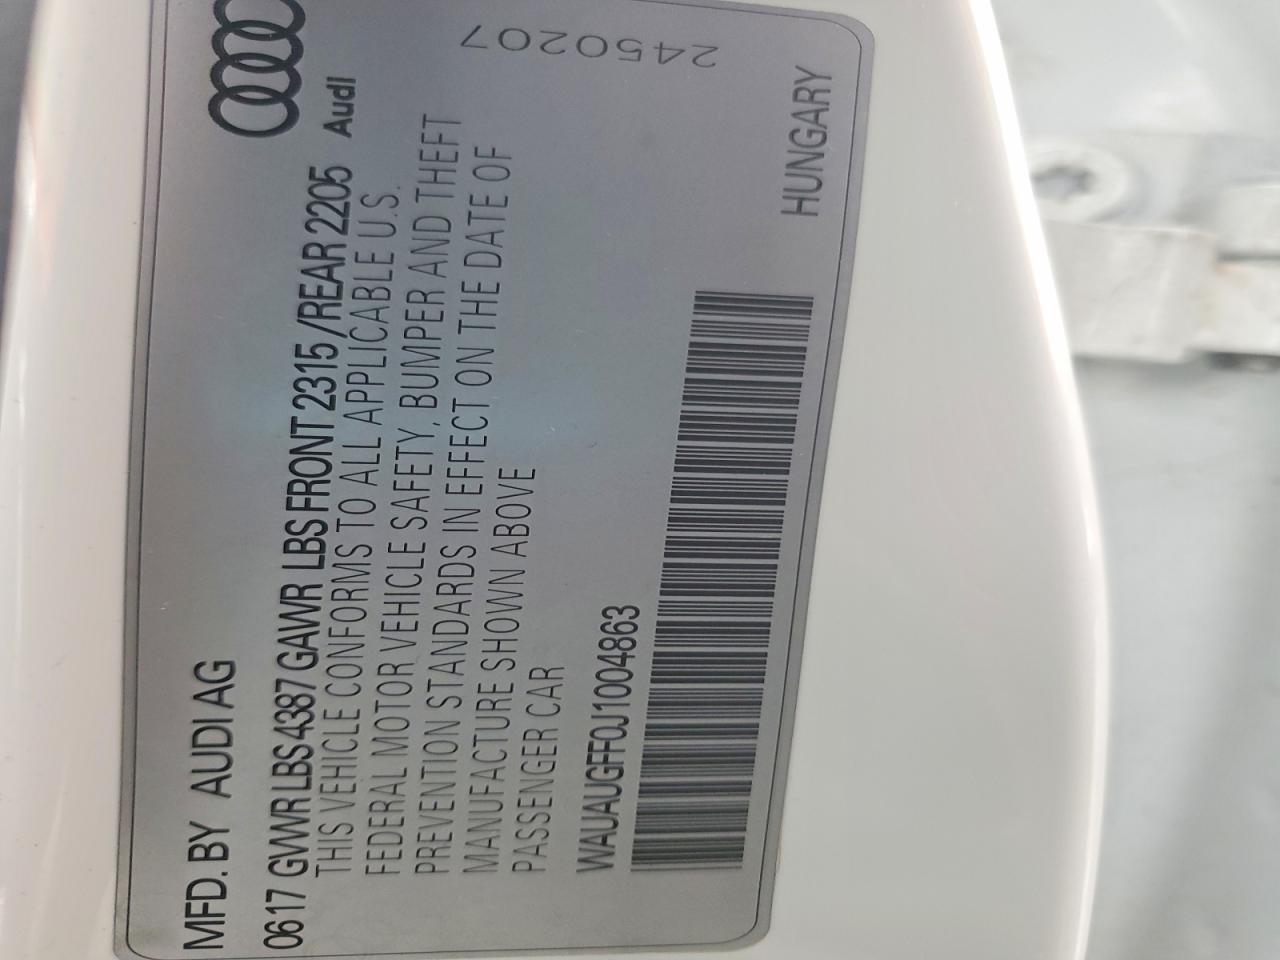 MFD. BY AUDI AG
0617 GVWR LBS 4387 GAWR LBS FRONT 2315 /REAR 2205
Audi
THIS VEHICLE CONFORMS TO ALL APPLICABLE U.S.
FEDERAL MOTOR VEHICLE SAFETY, BUMPER AND THEFT
PREVENTION STANDARDS IN EFFECT ON THE DATE OF
MANUFACTURE SHOWN ABOVE
PASSENGER CAR
WAUAUGFF0J1004863
HUNGARY
2450207